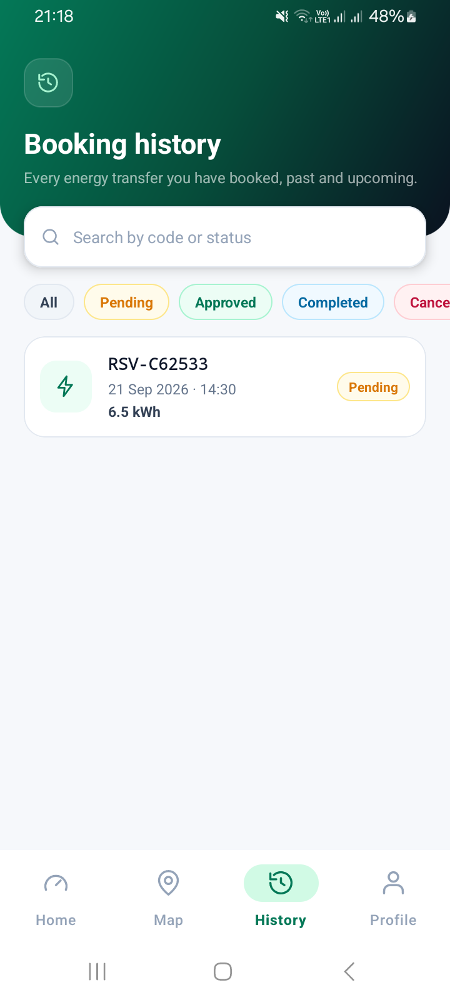 21:18
Vo)) LTE1 48%
Booking history
Every energy transfer you have booked, past and upcoming.
Search by code or status
All Pending Approved Completed Cance
RSV-C62533
21 Sep 2026 · 14:30
Pending
6.5 kWh
Home Map History Profile